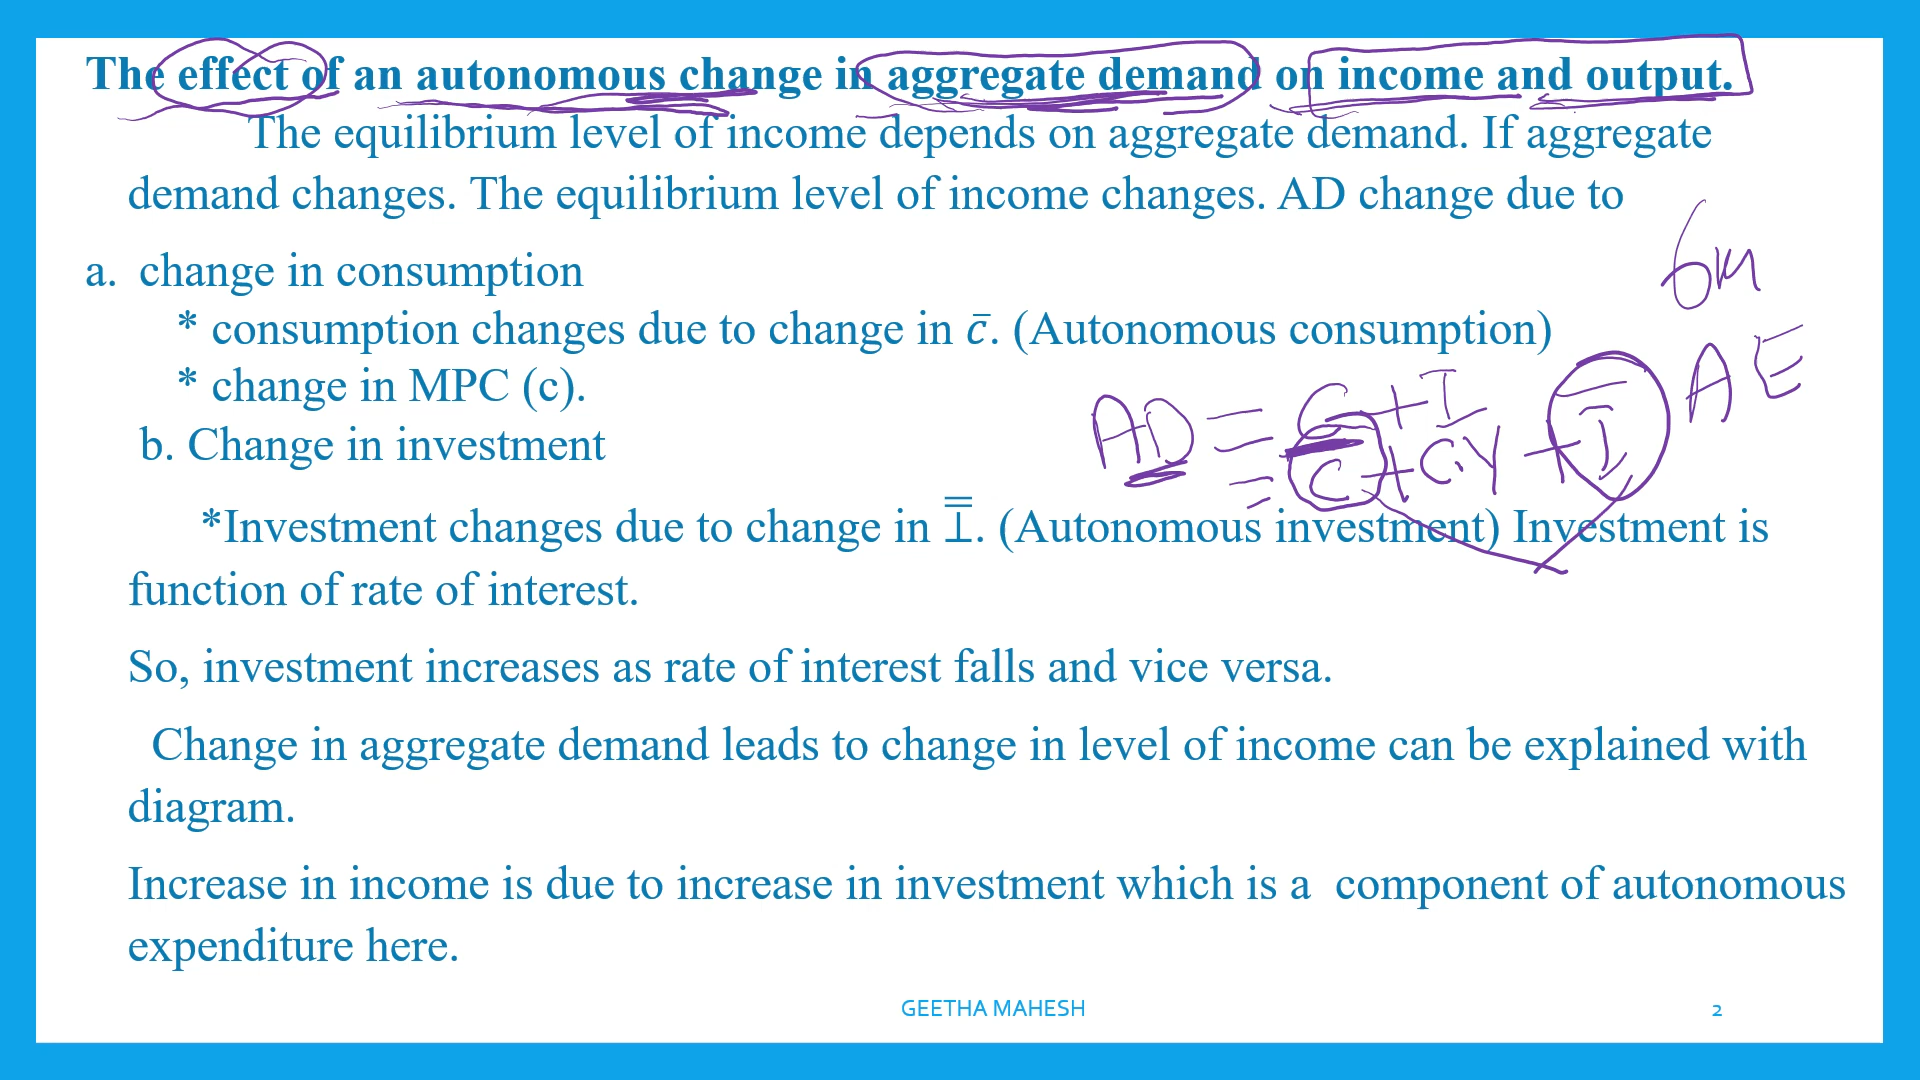 The effect of an autonomous change in aggregate demand on income and output.
The equilibrium level of income depends on aggregate demand. If aggregate
demand changes. The equilibrium level of income changes. AD change due to
6m
a. change in consumption
* consumption changes due to change in c̄. (Autonomous consumption)
* change in MPC (c).
AD = C + I
AE
= C̄ + CY + Ī
b. Change in investment
*Investment changes due to change in I̿. (Autonomous investment) Investment is
function of rate of interest.
So, investment increases as rate of interest falls and vice versa.
Change in aggregate demand leads to change in level of income can be explained with
diagram.
Increase in income is due to increase in investment which is a component of autonomous
expenditure here.
GEETHA MAHESH
2